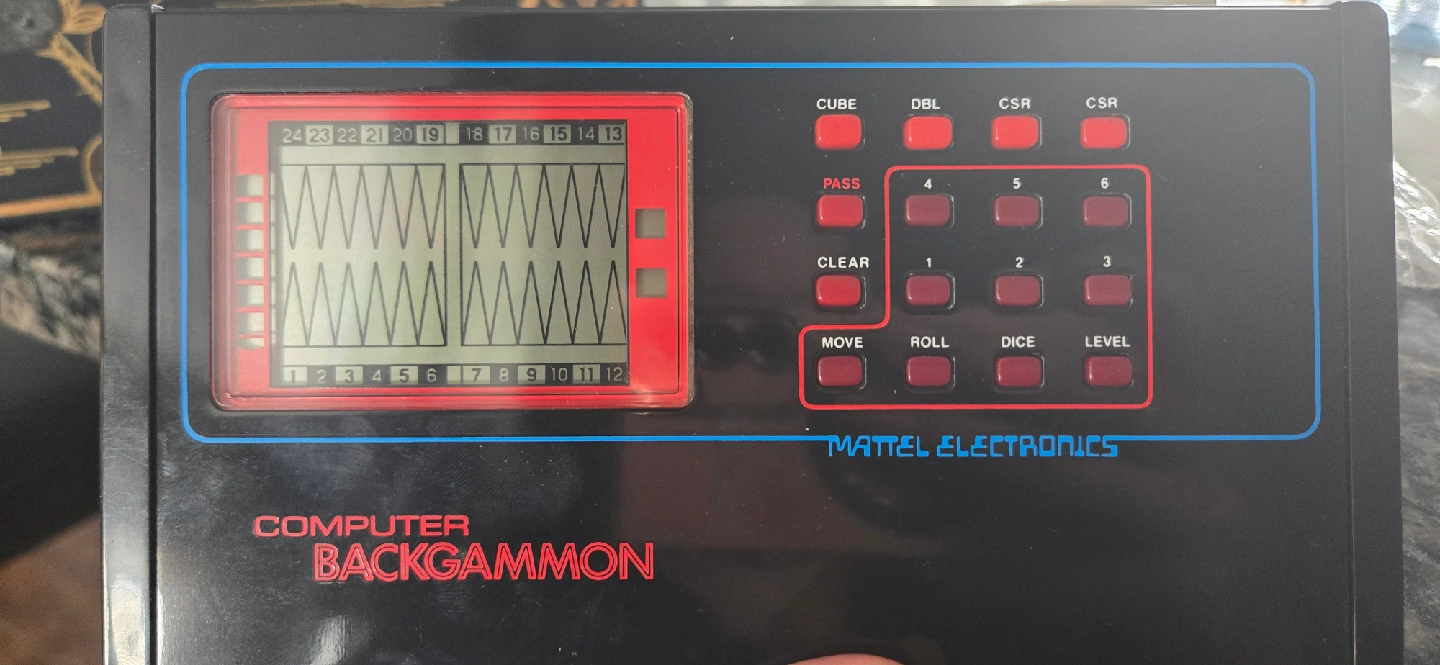 24 23 22 21 20 19 18 17 16 15 14 13
1 2 3 4 5 6 7 8 9 10 11 12
CUBE DBL CSR CSR
PASS 4 5 6
CLEAR 1 2 3
MOVE ROLL DICE LEVEL
MATTEL ELECTRONICS
COMPUTER
BACKGAMMON